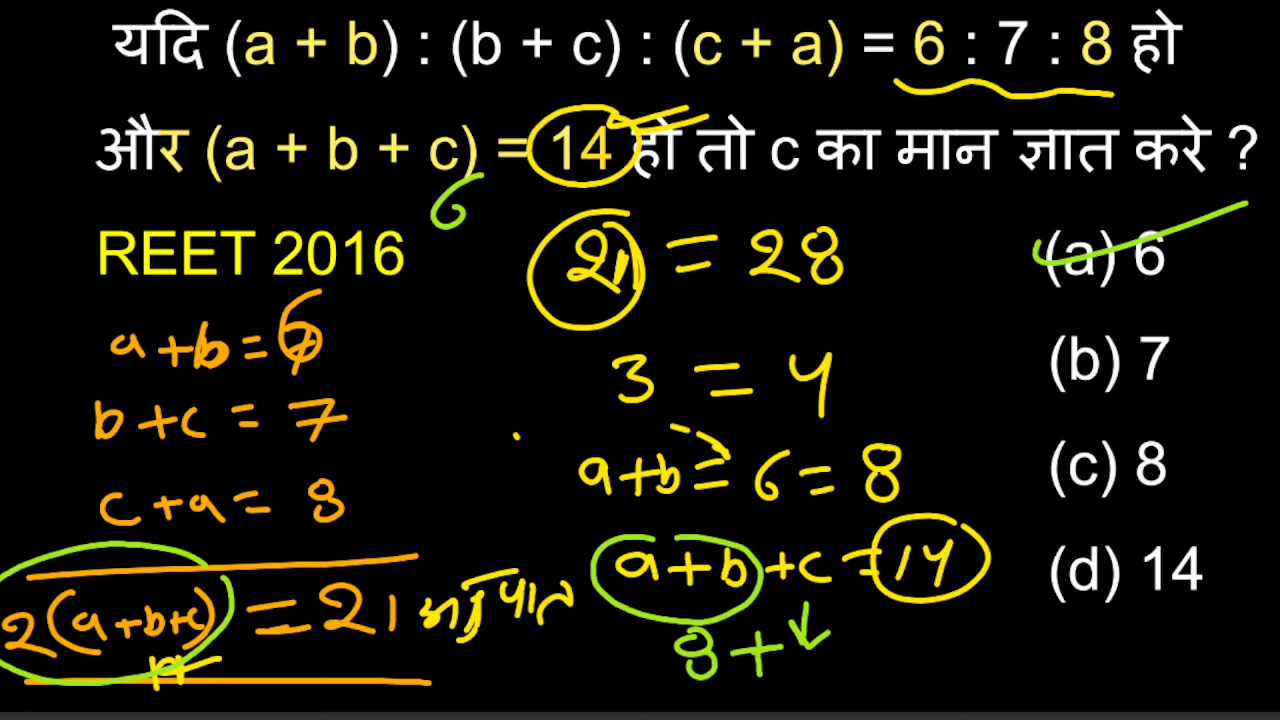 यदि (a + b) : (b + c) : (c + a) = 6 : 7 : 8 हो
और (a + b + c) = 14 हो तो c का मान ज्ञात करे ?
6
REET 2016
a+b=6
b+c = 7
c+a= 8
2(a+b+c) = 21 अनुपात
14
21 = 28
3 = 4
a+b = 6 = 8
a+b+c = 14
8+
(a) 6
(b) 7
(c) 8
(d) 14